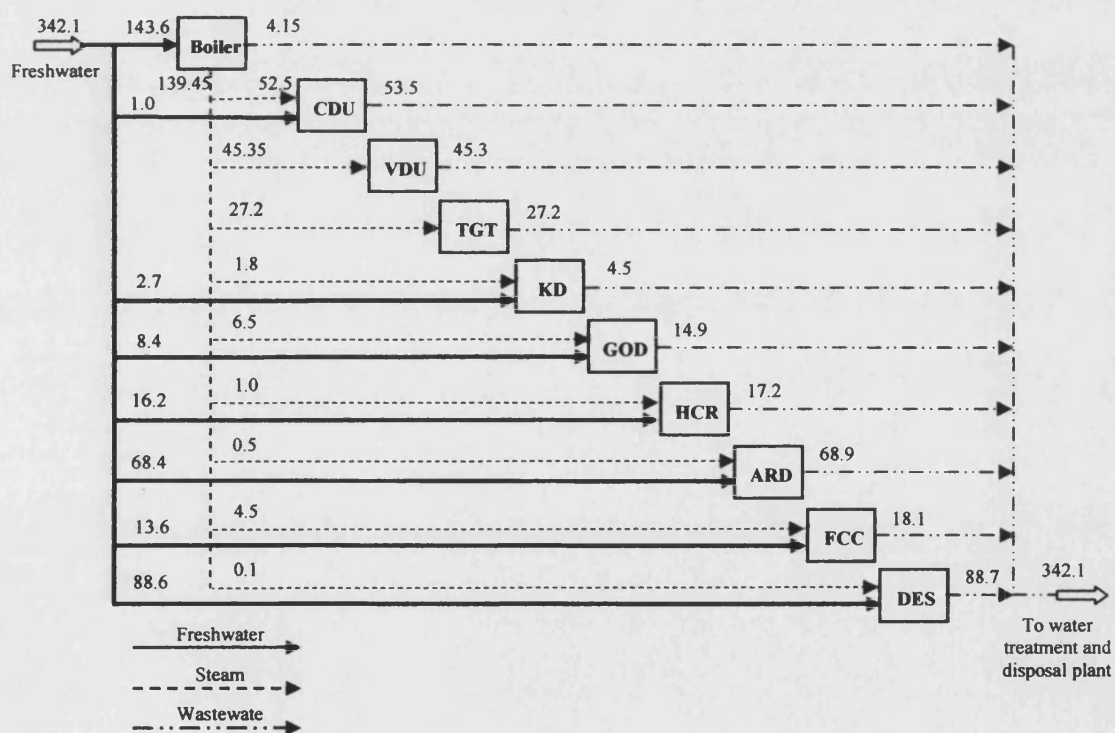 342.1
143.6
Boiler
4.15
Freshwater
139.45
52.5
CDU
53.5
1.0
45.35
VDU
45.3
27.2
TGT
27.2
1.8
2.7
KD
4.5
6.5
8.4
GOD
14.9
1.0
16.2
HCR
17.2
0.5
68.4
ARD
68.9
4.5
13.6
FCC
18.1
0.1
88.6
DES
88.7
342.1
To water
treatment and
disposal plant
Freshwater
Steam
Wastewate